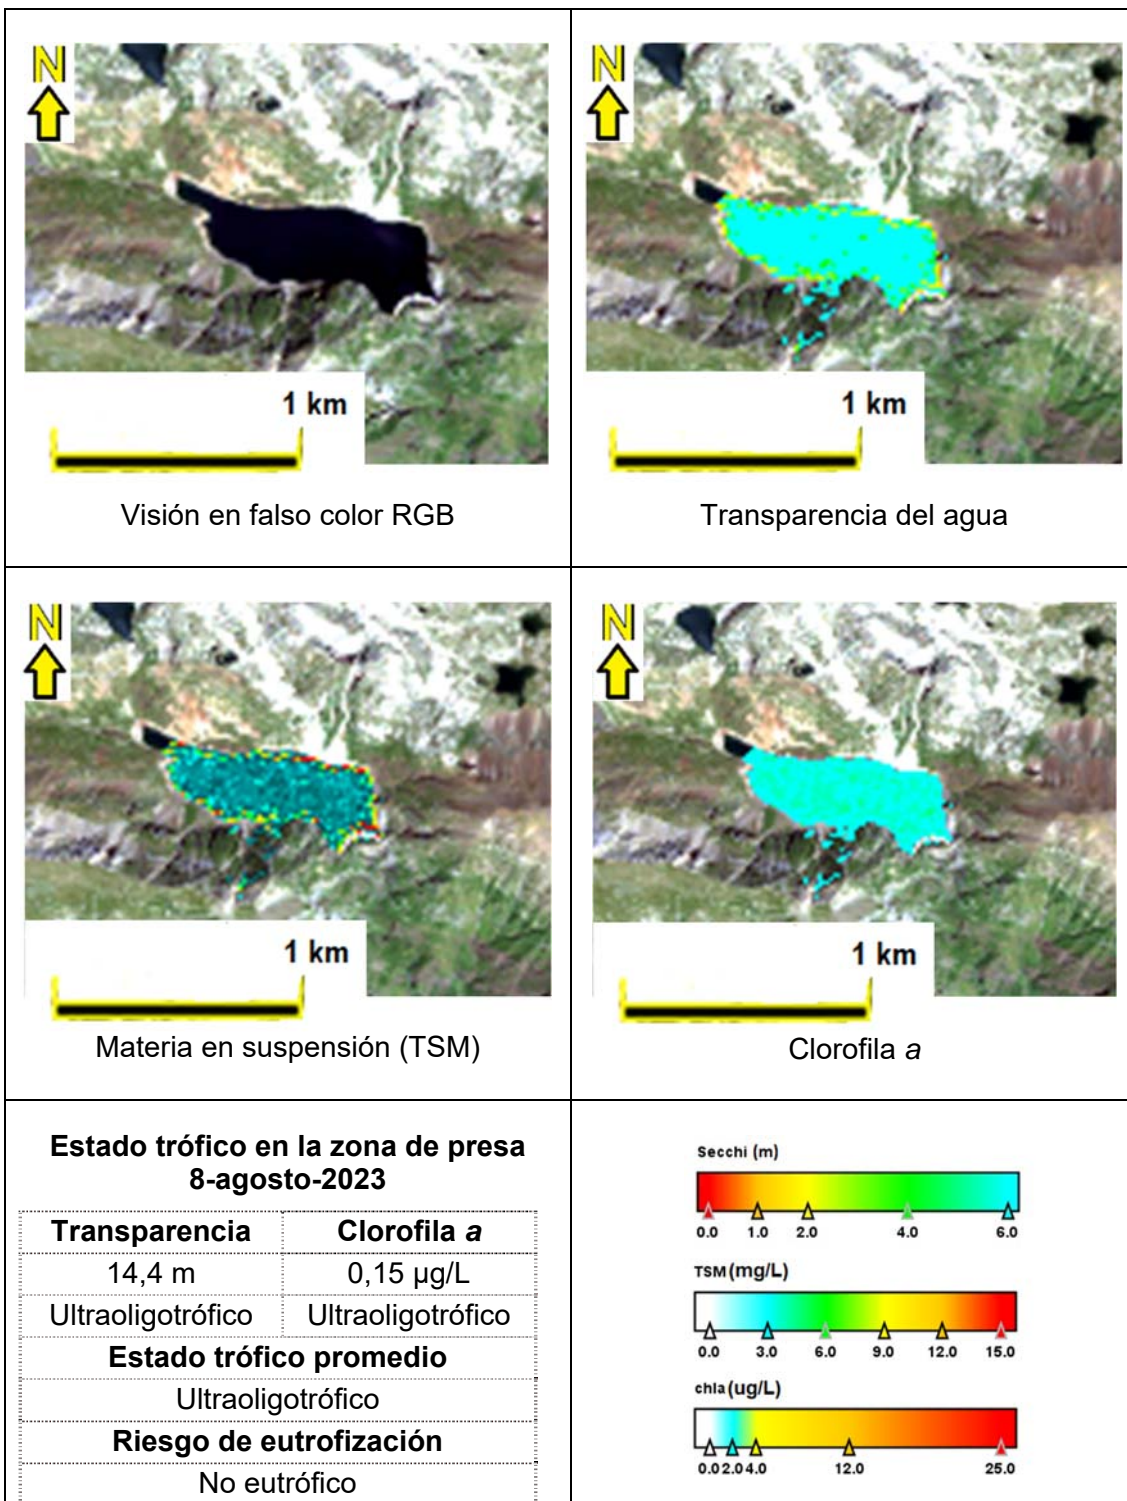 N
1 km
Visión en falso color RGB
N
1 km
Transparencia del agua
N
1 km
Materia en suspensión (TSM)
N
1 km
Clorofila a
Estado trófico en la zona de presa
8-agosto-2023
Transparencia Clorofila a
14,4 m 0,15 µg/L
Ultraoligotrófico Ultraoligotrófico
Estado trófico promedio
Ultraoligotrófico
Riesgo de eutrofización
No eutrófico
Secchi (m)
0.0 1.0 2.0 4.0 6.0
TSM (mg/L)
0.0 3.0 6.0 9.0 12.0 15.0
chla (ug/L)
0.0 2.0 4.0 12.0 25.0